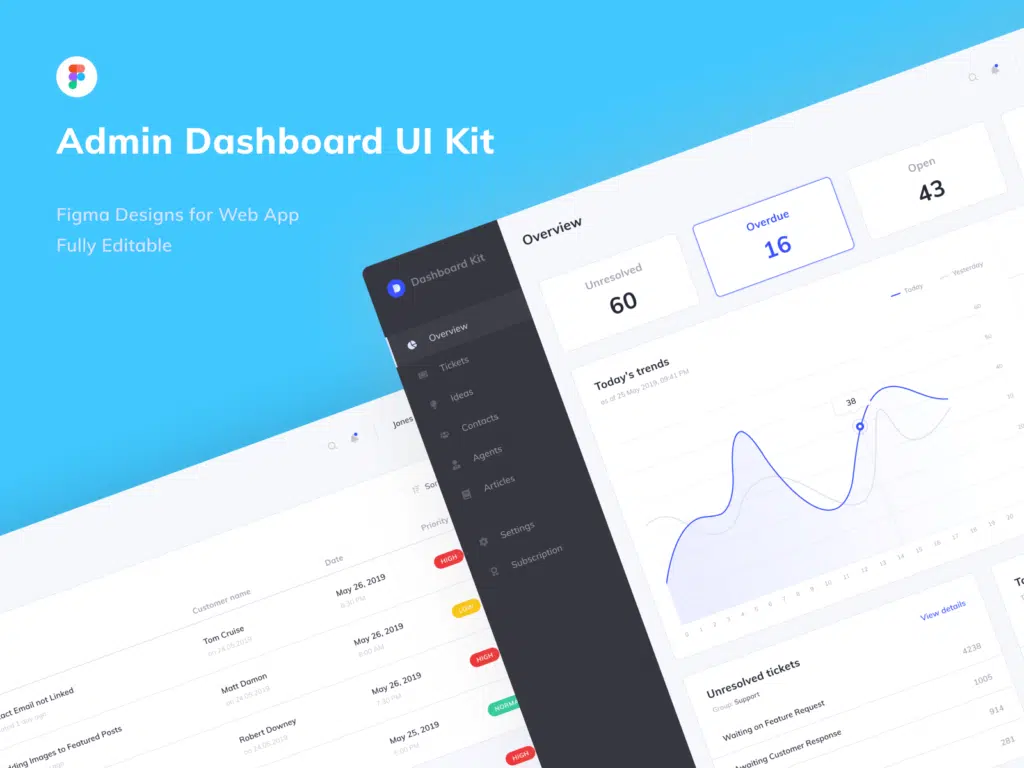 Admin Dashboard UI Kit
Figma Designs for Web App
Fully Editable
Dashboard Kit
Overview
Tickets
Ideas
Contacts
Agents
Articles
Settings
Subscription
Overview
Unresolved
60
Overdue
16
Open
43
Today's trends
as of 25 May 2019, 09:41 PM
Today
Yesterday
38
60
50
40
0 1 2 3 4 5 6 7 8 9 10 11 12 13 14 15 16 17 18 19 20
Unresolved tickets
View details
Group: Support
4238
Waiting on Feature Request
1005
Awaiting Customer Response
914
281
Jones
Customer name
Date
Priority
Tom Cruise
on 24.05.2019
May 26, 2019
6:30 PM
HIGH
Matt Damon
on 24.05.2019
May 26, 2019
8:00 AM
LOW
act Email not Linked
1 day ago
Robert Downey
on 24.05.2019
May 26, 2019
7:30 PM
HIGH
Images to Featured Posts
May 25, 2019
5:00 PM
HIGH